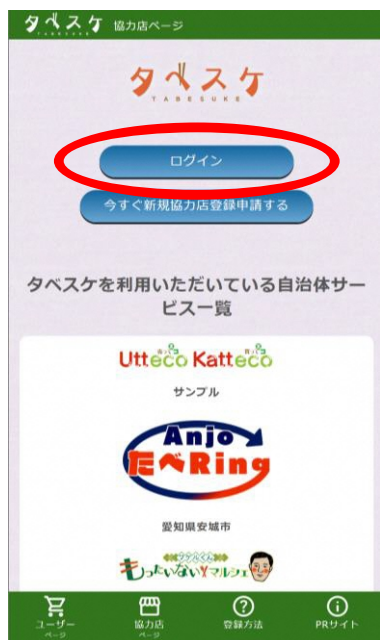 タベスケ 協力店ページ
タベスケ
TABESUKE
ログイン
今すぐ新規協力店登録申請する
タベスケを利用いただいている自治体サー
ビス一覧
Utteco Katteco
サンプル
Anjo
たべRing
愛知県安城市
もったいないマルシェ
ユーザー
ページ
協力店
ページ
登録方法
PRサイト